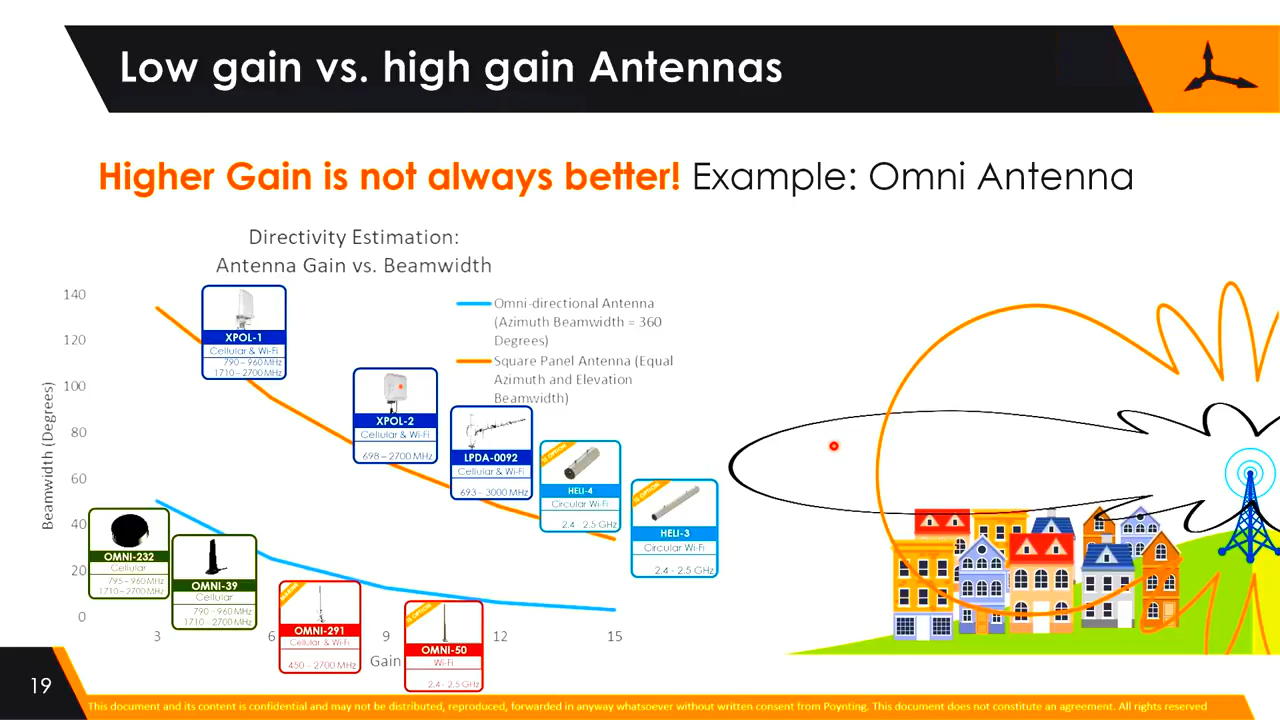 Low gain vs. high gain Antennas
Higher Gain is not always better! Example: Omni Antenna
Directivity Estimation:
Antenna Gain vs. Beamwidth
Omni-directional Antenna
(Azimuth Beamwidth = 360
Degrees)
Square Panel Antenna (Equal
Azimuth and Elevation
Beamwidth)
Beamwidth (Degrees)
140
120
100
80
60
40
20
0
3
6
9
12
15
Gain
XPOL-1
Cellular & Wi-Fi
790 – 960 MHz
1710 – 2700 MHz
XPOL-2
Cellular & Wi-Fi
698 – 2700 MHz
LPDA-0092
Cellular & Wi-Fi
693 – 3000 MHz
HELI-4
Circular Wi-Fi
2.4 - 2.5 GHz
HELI-3
Circular Wi-Fi
2.4 - 2.5 GHz
OMNI-232
Cellular
795 – 960 MHz
1710 – 2700 MHz
OMNI-39
Cellular
790 – 960 MHz
1710 – 2700 MHz
OMNI-291
Cellular & Wi-Fi
450 – 2700 MHz
OMNI-50
Wi-Fi
2.4 - 2.5 GHz
19
This document and its content is confidential and may not be distributed, reproduced, forwarded in anyway whatsoever without written consent from Poynting. This document does not constitute an agreement. All rights reserved